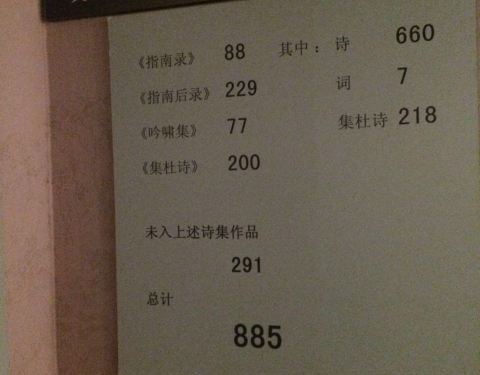 《指南录》 88 其中：诗 660
《指南后录》 229 词 7
《吟啸集》 77 集杜诗 218
《集杜诗》 200
未入上述诗集作品
291
总计
885